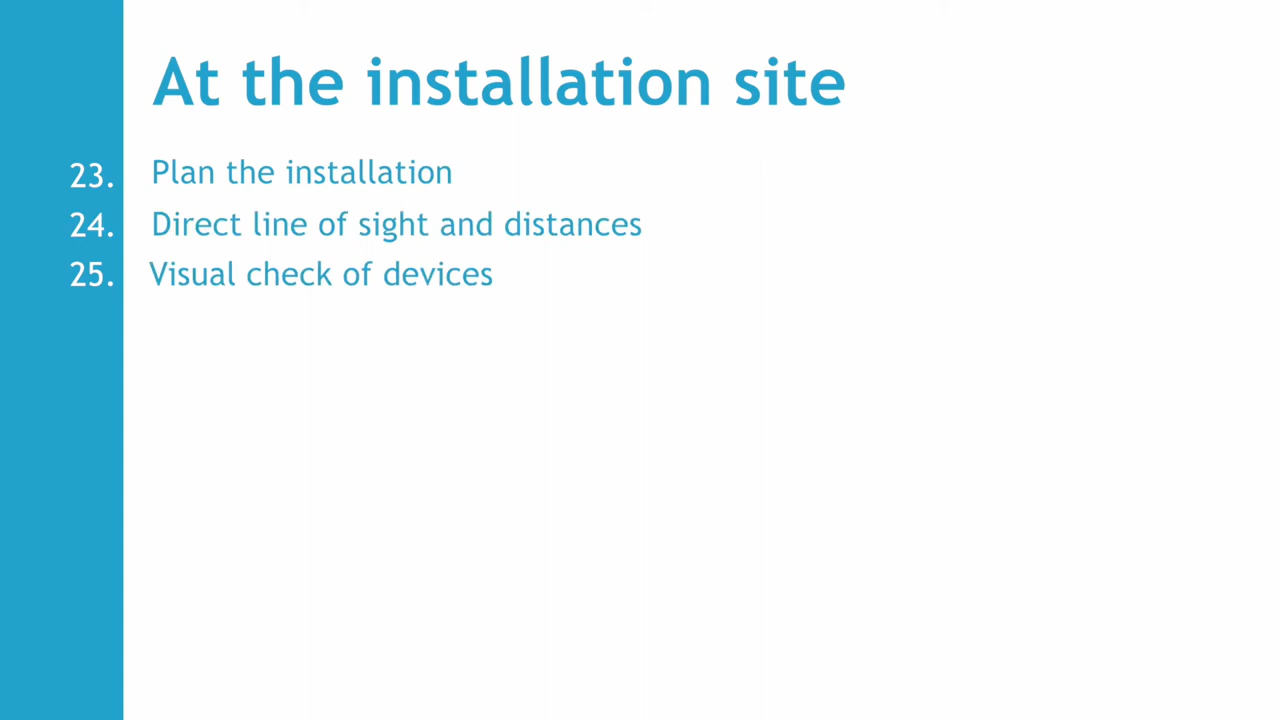 At the installation site
23. Plan the installation
24. Direct line of sight and distances
25. Visual check of devices